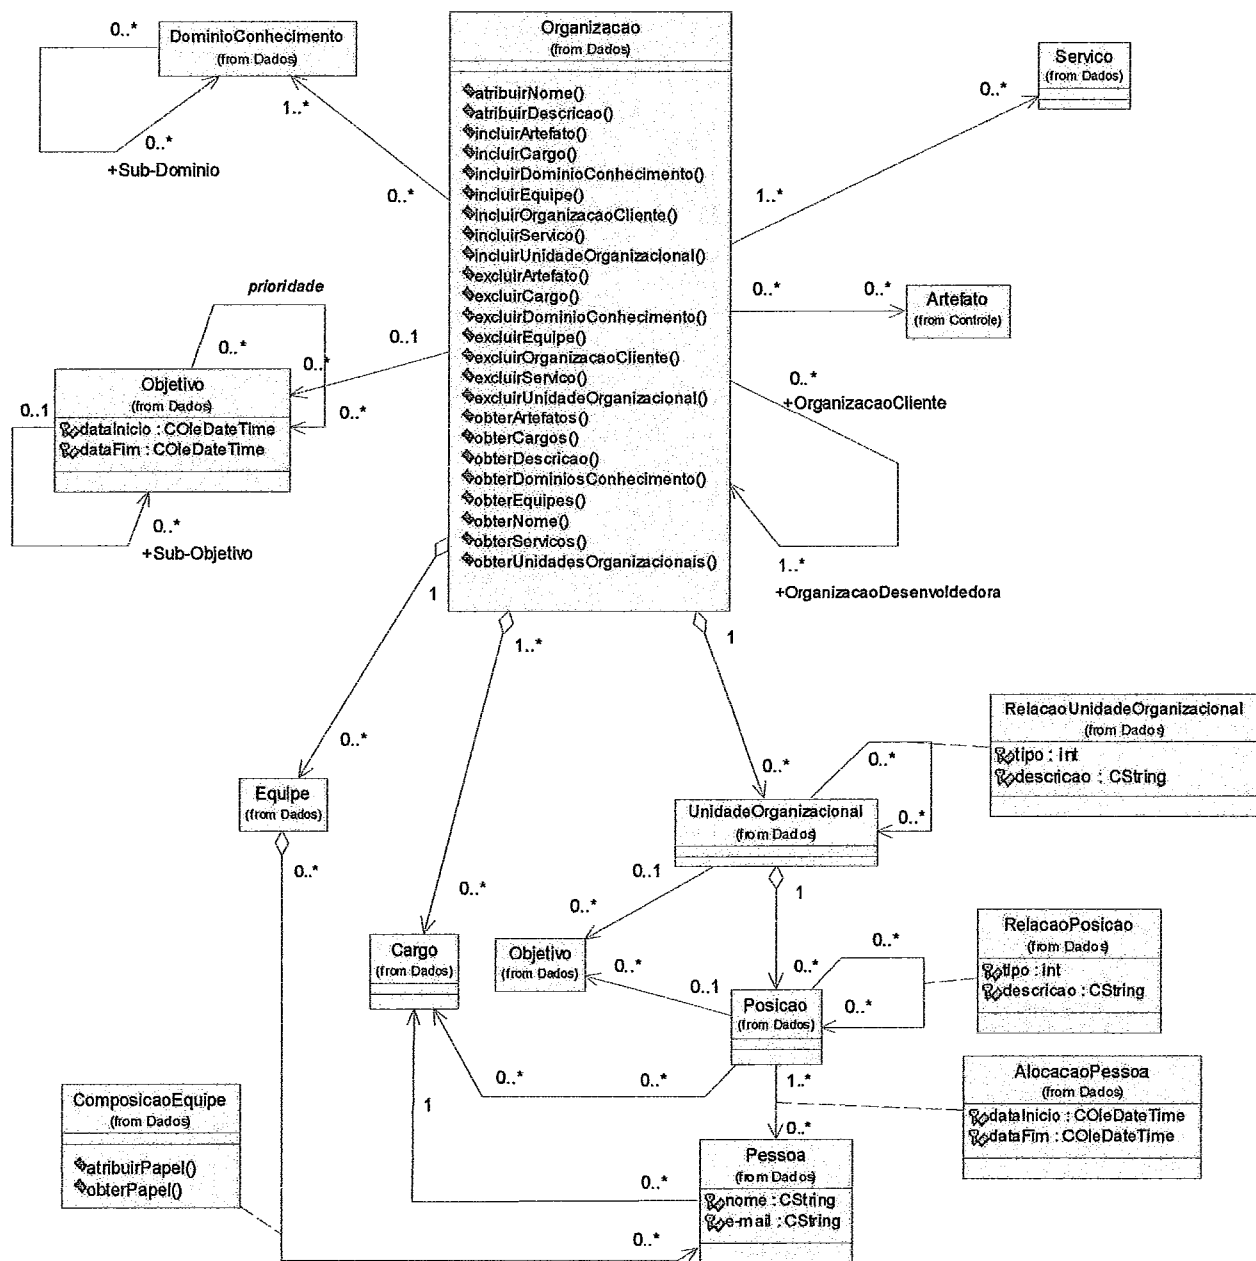 DominioConhecimento
(from Dados)
0..*
0..*
+Sub-Dominio
1..*
0..*
Organizacao
(from Dados)
atribuirNome()
atribuirDescricao()
incluirArtefato()
incluirCargo()
incluirDominioConhecimento()
incluirEquipe()
incluirOrganizacaoCliente()
incluirServico()
incluirUnidadeOrganizacional()
excluirArtefato()
excluirCargo()
excluirDominioConhecimento()
excluirEquipe()
excluirOrganizacaoCliente()
excluirServico()
excluirUnidadeOrganizacional()
obterArtefatos()
obterCargos()
obterDescricao()
obterDominiosConhecimento()
obterEquipes()
obterNome()
obterServicos()
obterUnidadesOrganizacionais()
Servico
(from Dados)
0..*
1..*
0..*
0..*
Artefato
(from Controle)
0..*
+OrganizacaoCliente
1..*
+OrganizacaoDesenvoldedora
prioridade
0..*
0..*
0..1
0..*
Objetivo
(from Dados)
dataInicio : COleDateTime
dataFim : COleDateTime
0..1
0..*
+Sub-Objetivo
1
1..*
1
0..*
Equipe
(from Dados)
0..*
0..*
Cargo
(from Dados)
0..*
UnidadeOrganizacional
(from Dados)
0..*
0..*
RelacaoUnidadeOrganizacional
(from Dados)
tipo : int
descricao : CString
0..1
0..*
Objetivo
(from Dados)
0..*
0..1
1
0..*
Posicao
(from Dados)
0..*
0..*
RelacaoPosicao
(from Dados)
tipo : int
descricao : CString
0..*
0..*
1..*
0..*
AlocacaoPessoa
(from Dados)
dataInicio : COleDateTime
dataFim : COleDateTime
ComposicaoEquipe
(from Dados)
atribuirPapel()
obterPapel()
1
0..*
0..*
Pessoa
(from Dados)
nome : CString
e-mail : CString